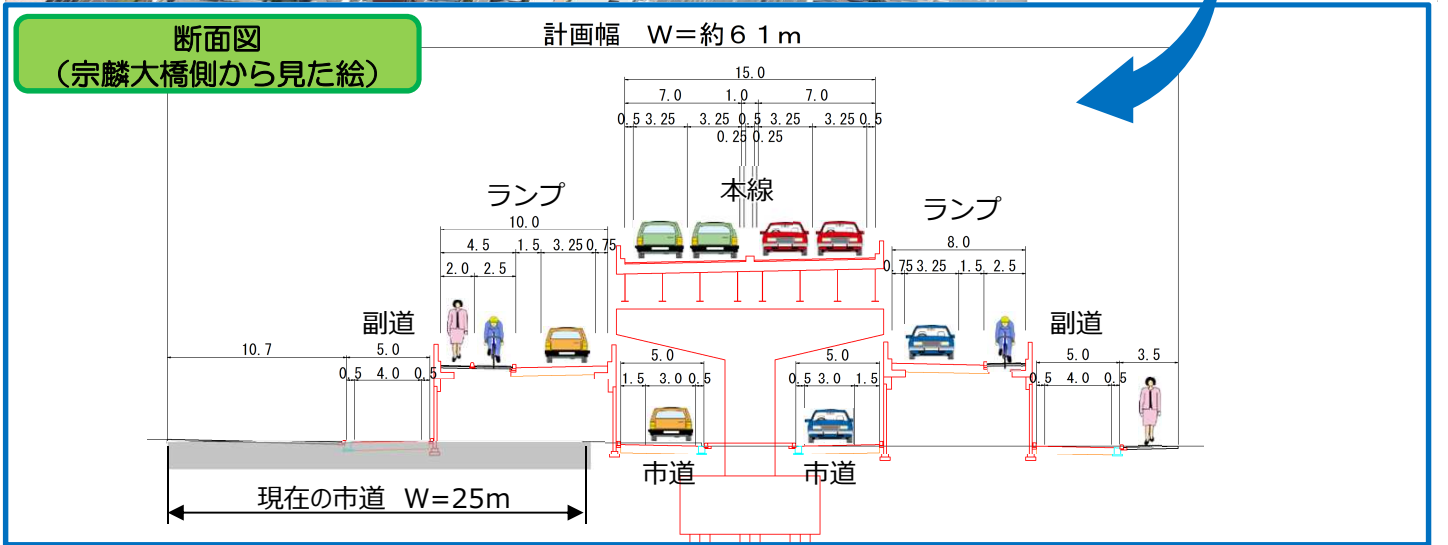 断面図
(宗麟大橋側から見た絵)
計画幅 W=約61m
15.0
7.0 1.0 7.0
0.5 3.25 3.25 0.5 3.25 3.25 0.5
0.25 0.25
ランプ
本線
ランプ
10.0
4.5 1.5 3.25 0.75
2.0 2.5
8.0
0.75 3.25 1.5 2.5
副道
副道
10.7 5.0
0.5 4.0 0.5
5.0
1.5 3.0 0.5
5.0
0.5 3.0 1.5
5.0 3.5
0.5 4.0 0.5
市道
市道
現在の市道 W=25m